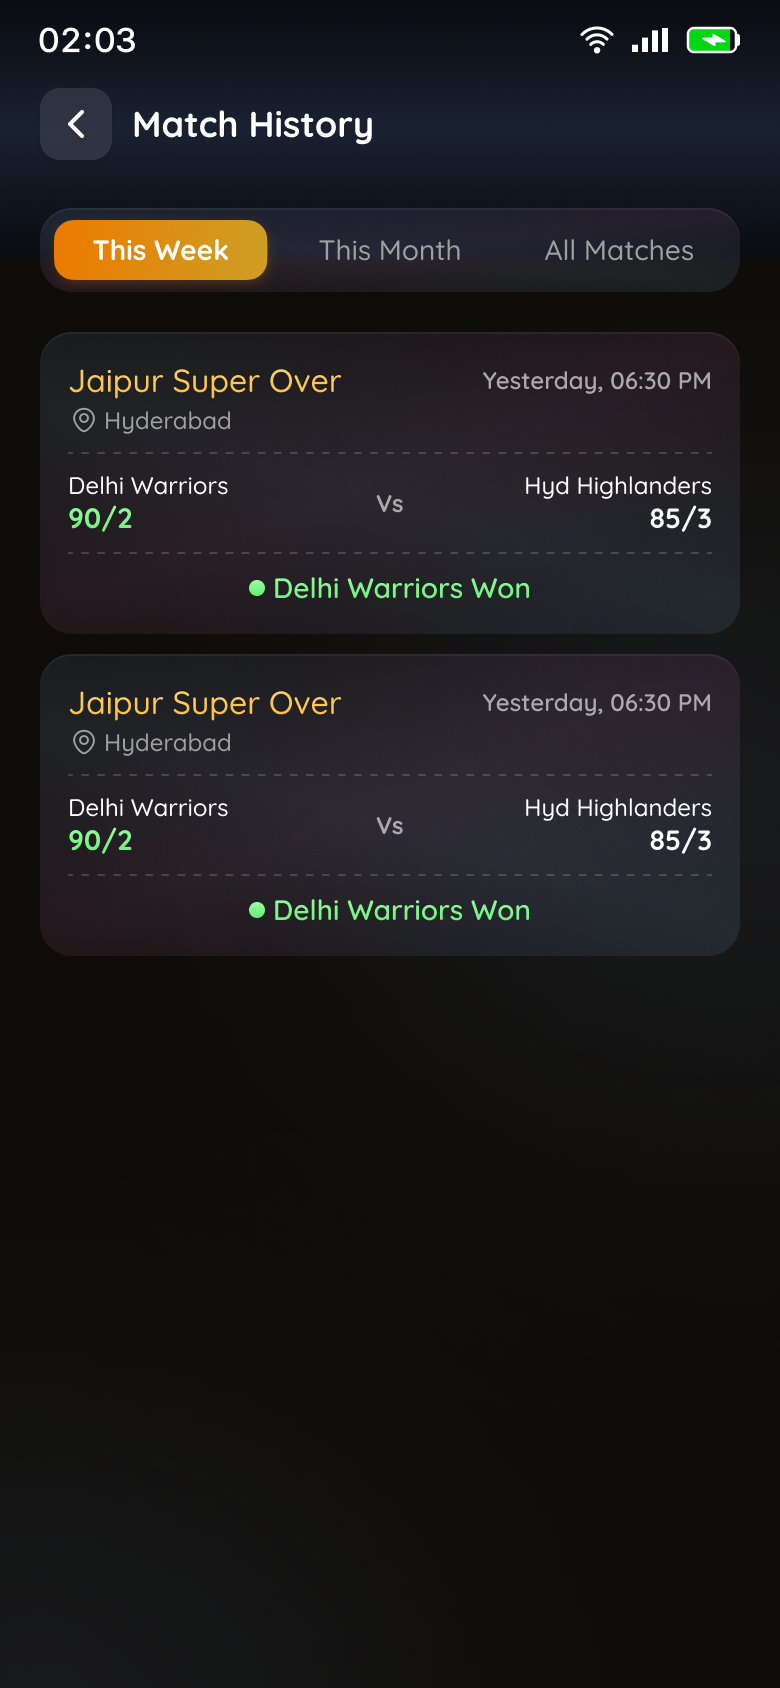 02:03
Match History
This Week This Month All Matches
Jaipur Super Over Yesterday, 06:30 PM
Hyderabad
Delhi Warriors Vs Hyd Highlanders
90/2 85/3
Delhi Warriors Won
Jaipur Super Over Yesterday, 06:30 PM
Hyderabad
Delhi Warriors Vs Hyd Highlanders
90/2 85/3
Delhi Warriors Won